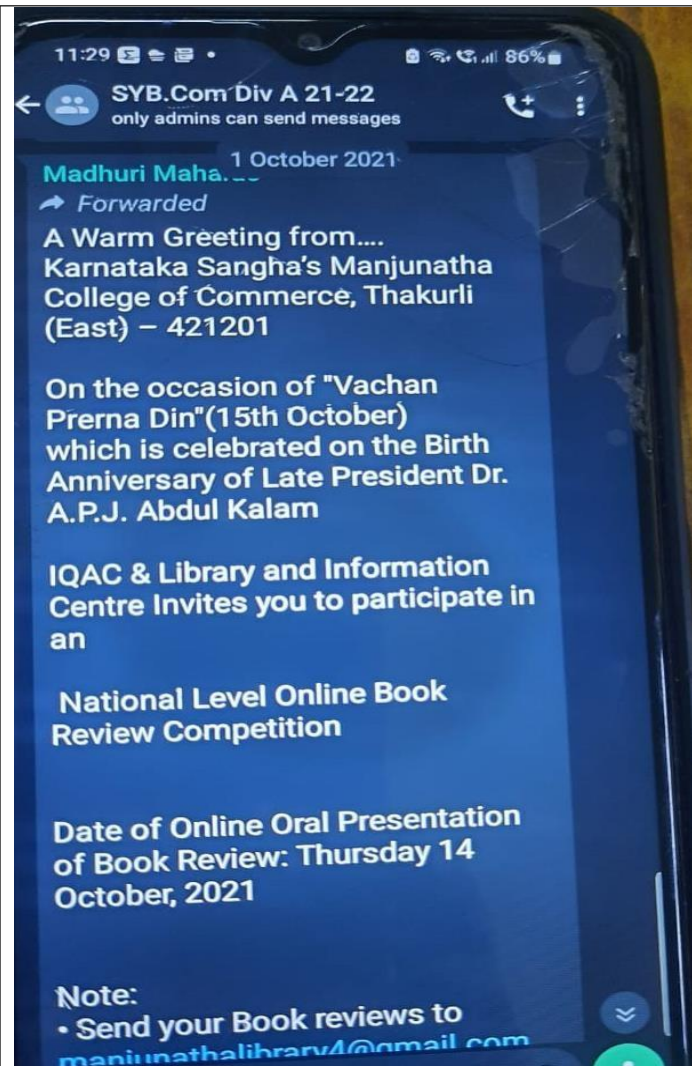 11:29
86%
SYB.Com Div A 21-22
only admins can send messages
1 October 2021
Madhuri
Forwarded
A Warm Greeting from....
Karnataka Sangha's Manjunatha
College of Commerce, Thakurli
(East) – 421201
On the occasion of "Vachan
Prerna Din"(15th October)
which is celebrated on the Birth
Anniversary of Late President Dr.
A.P.J. Abdul Kalam
IQAC & Library and Information
Centre Invites you to participate in
an
National Level Online Book
Review Competition
Date of Online Oral Presentation
of Book Review: Thursday 14
October, 2021
Note:
• Send your Book reviews to
manjunathalibrary4@gmail.com